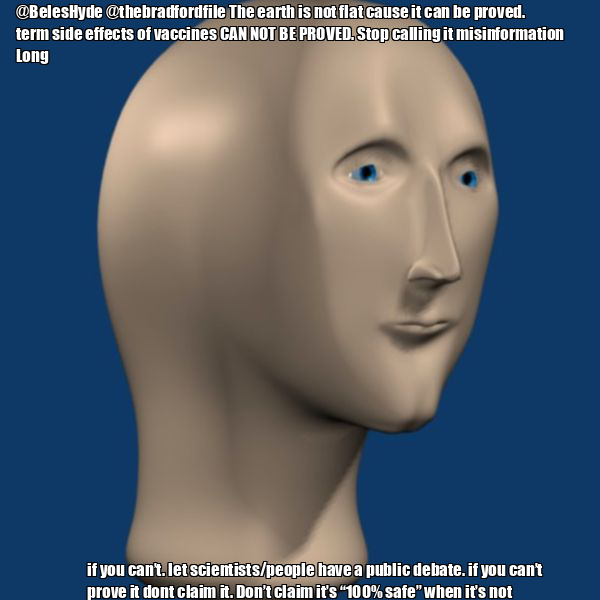 @BelesHyde @thebradfordfile The earth is not flat cause it can be proved.
term side effects of vaccines CAN NOT BE PROVED. Stop calling it misinformation
Long
if you can't. let scientists/people have a public debate. if you can't
prove it dont claim it. Don't claim it's “100% safe” when it's not